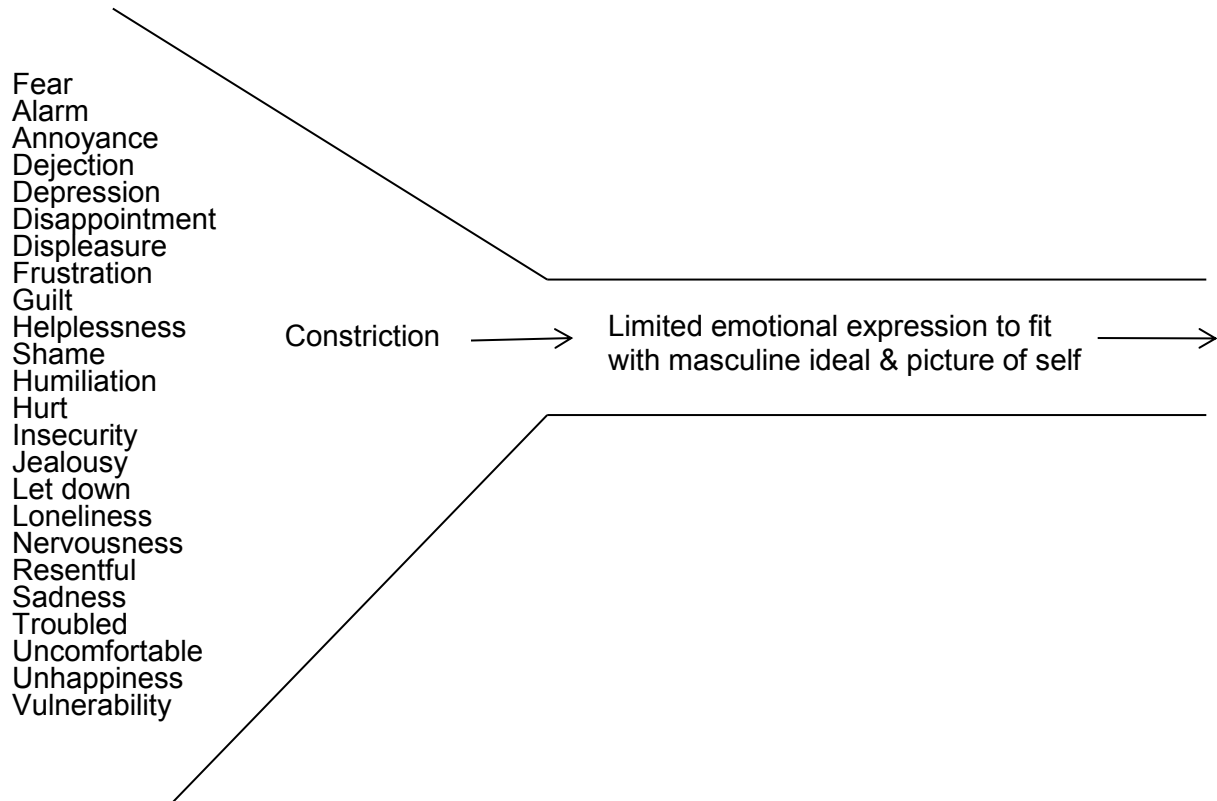 Fear
Alarm
Annoyance
Dejection
Depression
Disappointment
Displeasure
Frustration
Guilt
Helplessness
Shame
Humiliation
Hurt
Insecurity
Jealousy
Let down
Loneliness
Nervousness
Resentful
Sadness
Troubled
Uncomfortable
Unhappiness
Vulnerability
Constriction
Limited emotional expression to fit
with masculine ideal & picture of self